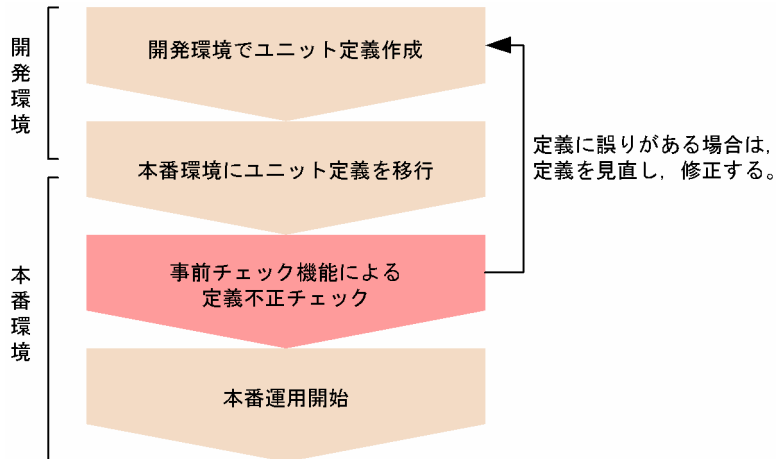 開発環境
開発環境でユニット定義作成
定義に誤りがある場合は，
定義を見直し，修正する。
本番環境にユニット定義を移行
本番環境
事前チェック機能による
定義不正チェック
本番運用開始